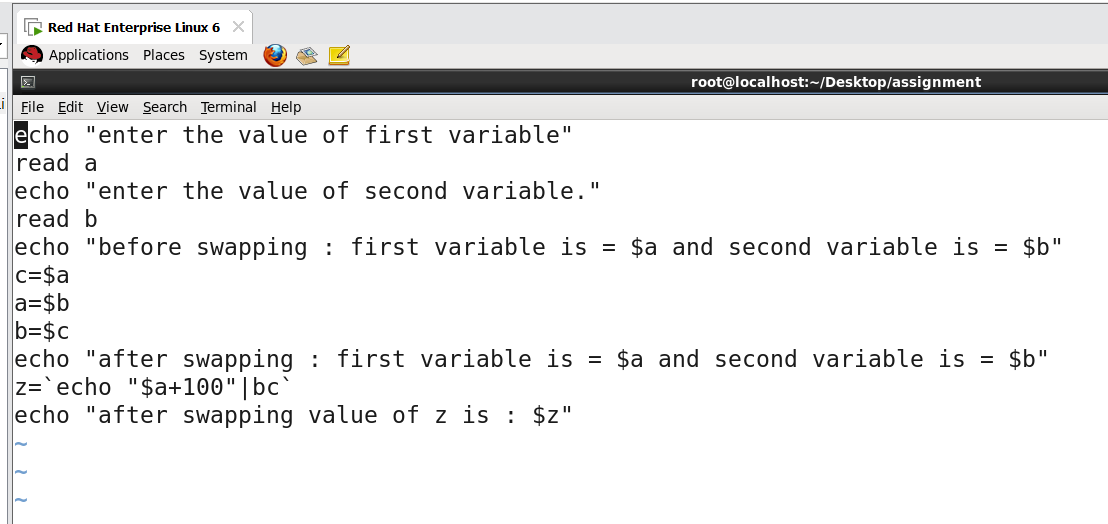 Red Hat Enterprise Linux 6
Applications Places System
root@localhost:~/Desktop/assignment
File Edit View Search Terminal Help
echo "enter the value of first variable"
read a
echo "enter the value of second variable."
read b
echo "before swapping : first variable is = $a and second variable is = $b"
c=$a
a=$b
b=$c
echo "after swapping : first variable is = $a and second variable is = $b"
z=`echo "$a+100"|bc`
echo "after swapping value of z is : $z"
~
~
~